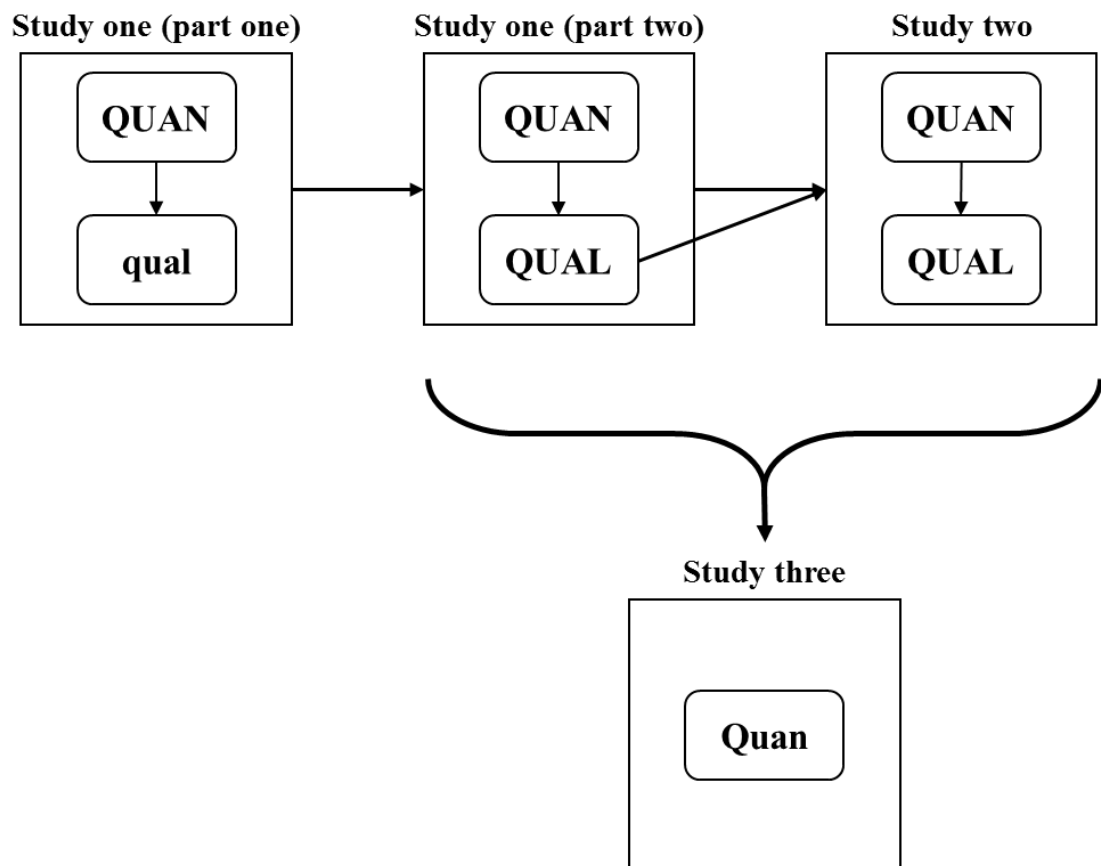 Study one (part one)
Study one (part two)
Study two
QUAN
QUAN
QUAN
qual
QUAL
QUAL
Study three
Quan